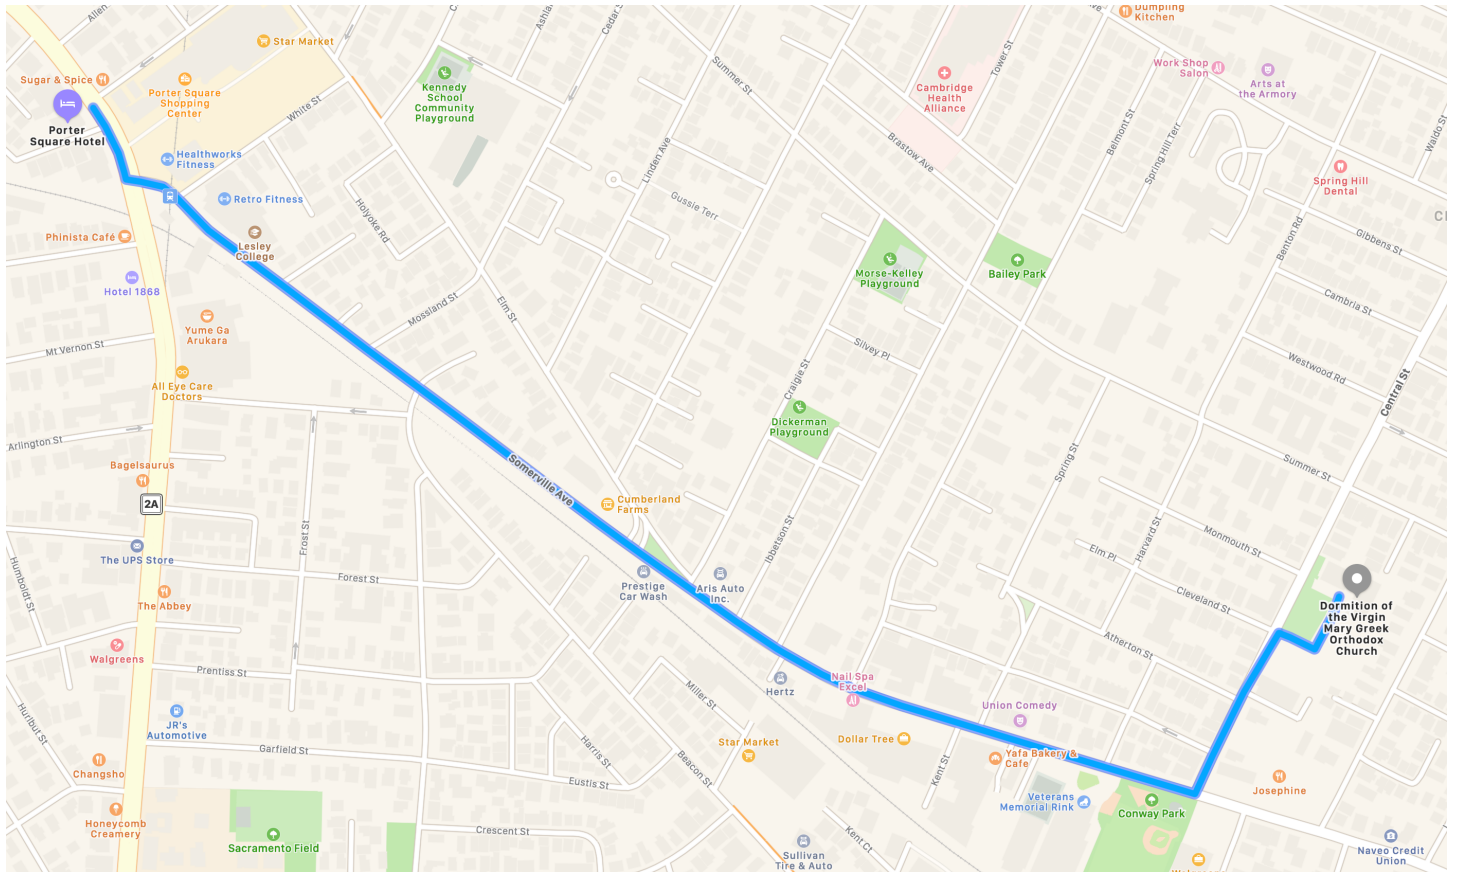 Allen
Star Market
Sugar & Spice
Porter Square
Shopping
Center
White St
Porter
Square Hotel
Healthworks
Fitness
Retro Fitness
Phinista Café
Lesley
College
Hotel 1868
Holyoke Rd
Mossland St
Elm St
Yume Ga
Arukara
Mt Vernon St
All Eye Care
Doctors
Arlington St
Bagelsaurus
2A
The UPS Store
Humboldt St
Frost St
Forest St
The Abbey
Walgreens
Prentiss St
JR's
Automotive
Hurlbut St
Garfield St
Changsho
Honeycomb
Creamery
Sacramento Field
Crescent St
Eustis St
Harris St
Beacon St
Miller St
Star Market
Sullivan
Tire & Auto
Kent Ct
Kent St
Dollar Tree
Hertz
Nail Spa
Excel
Somerville Ave
Cumberland
Farms
Prestige
Car Wash
Aris Auto
Inc.
Ibbetson St
Kennedy
School
Community
Playground
Linden Ave
Gussie Terr
Summer St
Cedar S
Ashla
C
Cambridge
Health
Alliance
Tower St
Brastow Ave
Morse-Kelley
Playground
Bailey Park
Silvey Pl
Craigie St
Dickerman
Playground
Dumpling
Kitchen
Work Shop
Salon
Arts at
the Armory
Belmont St
Spring Hill Terr
Waldo St
Spring Hill
Dental
Benton Rd
Gibbens St
Cambria St
Westwood Rd
Central St
Summer St
Spring St
Harvard St
Monmouth St
Elm Pl
Cleveland St
Atherton St
Dormition of
the Virgin
Mary Greek
Orthodox
Church
Union Comedy
Yafa Bakery &
Cafe
Veterans
Memorial Rink
Conway Park
Josephine
Naveo Credit
Union